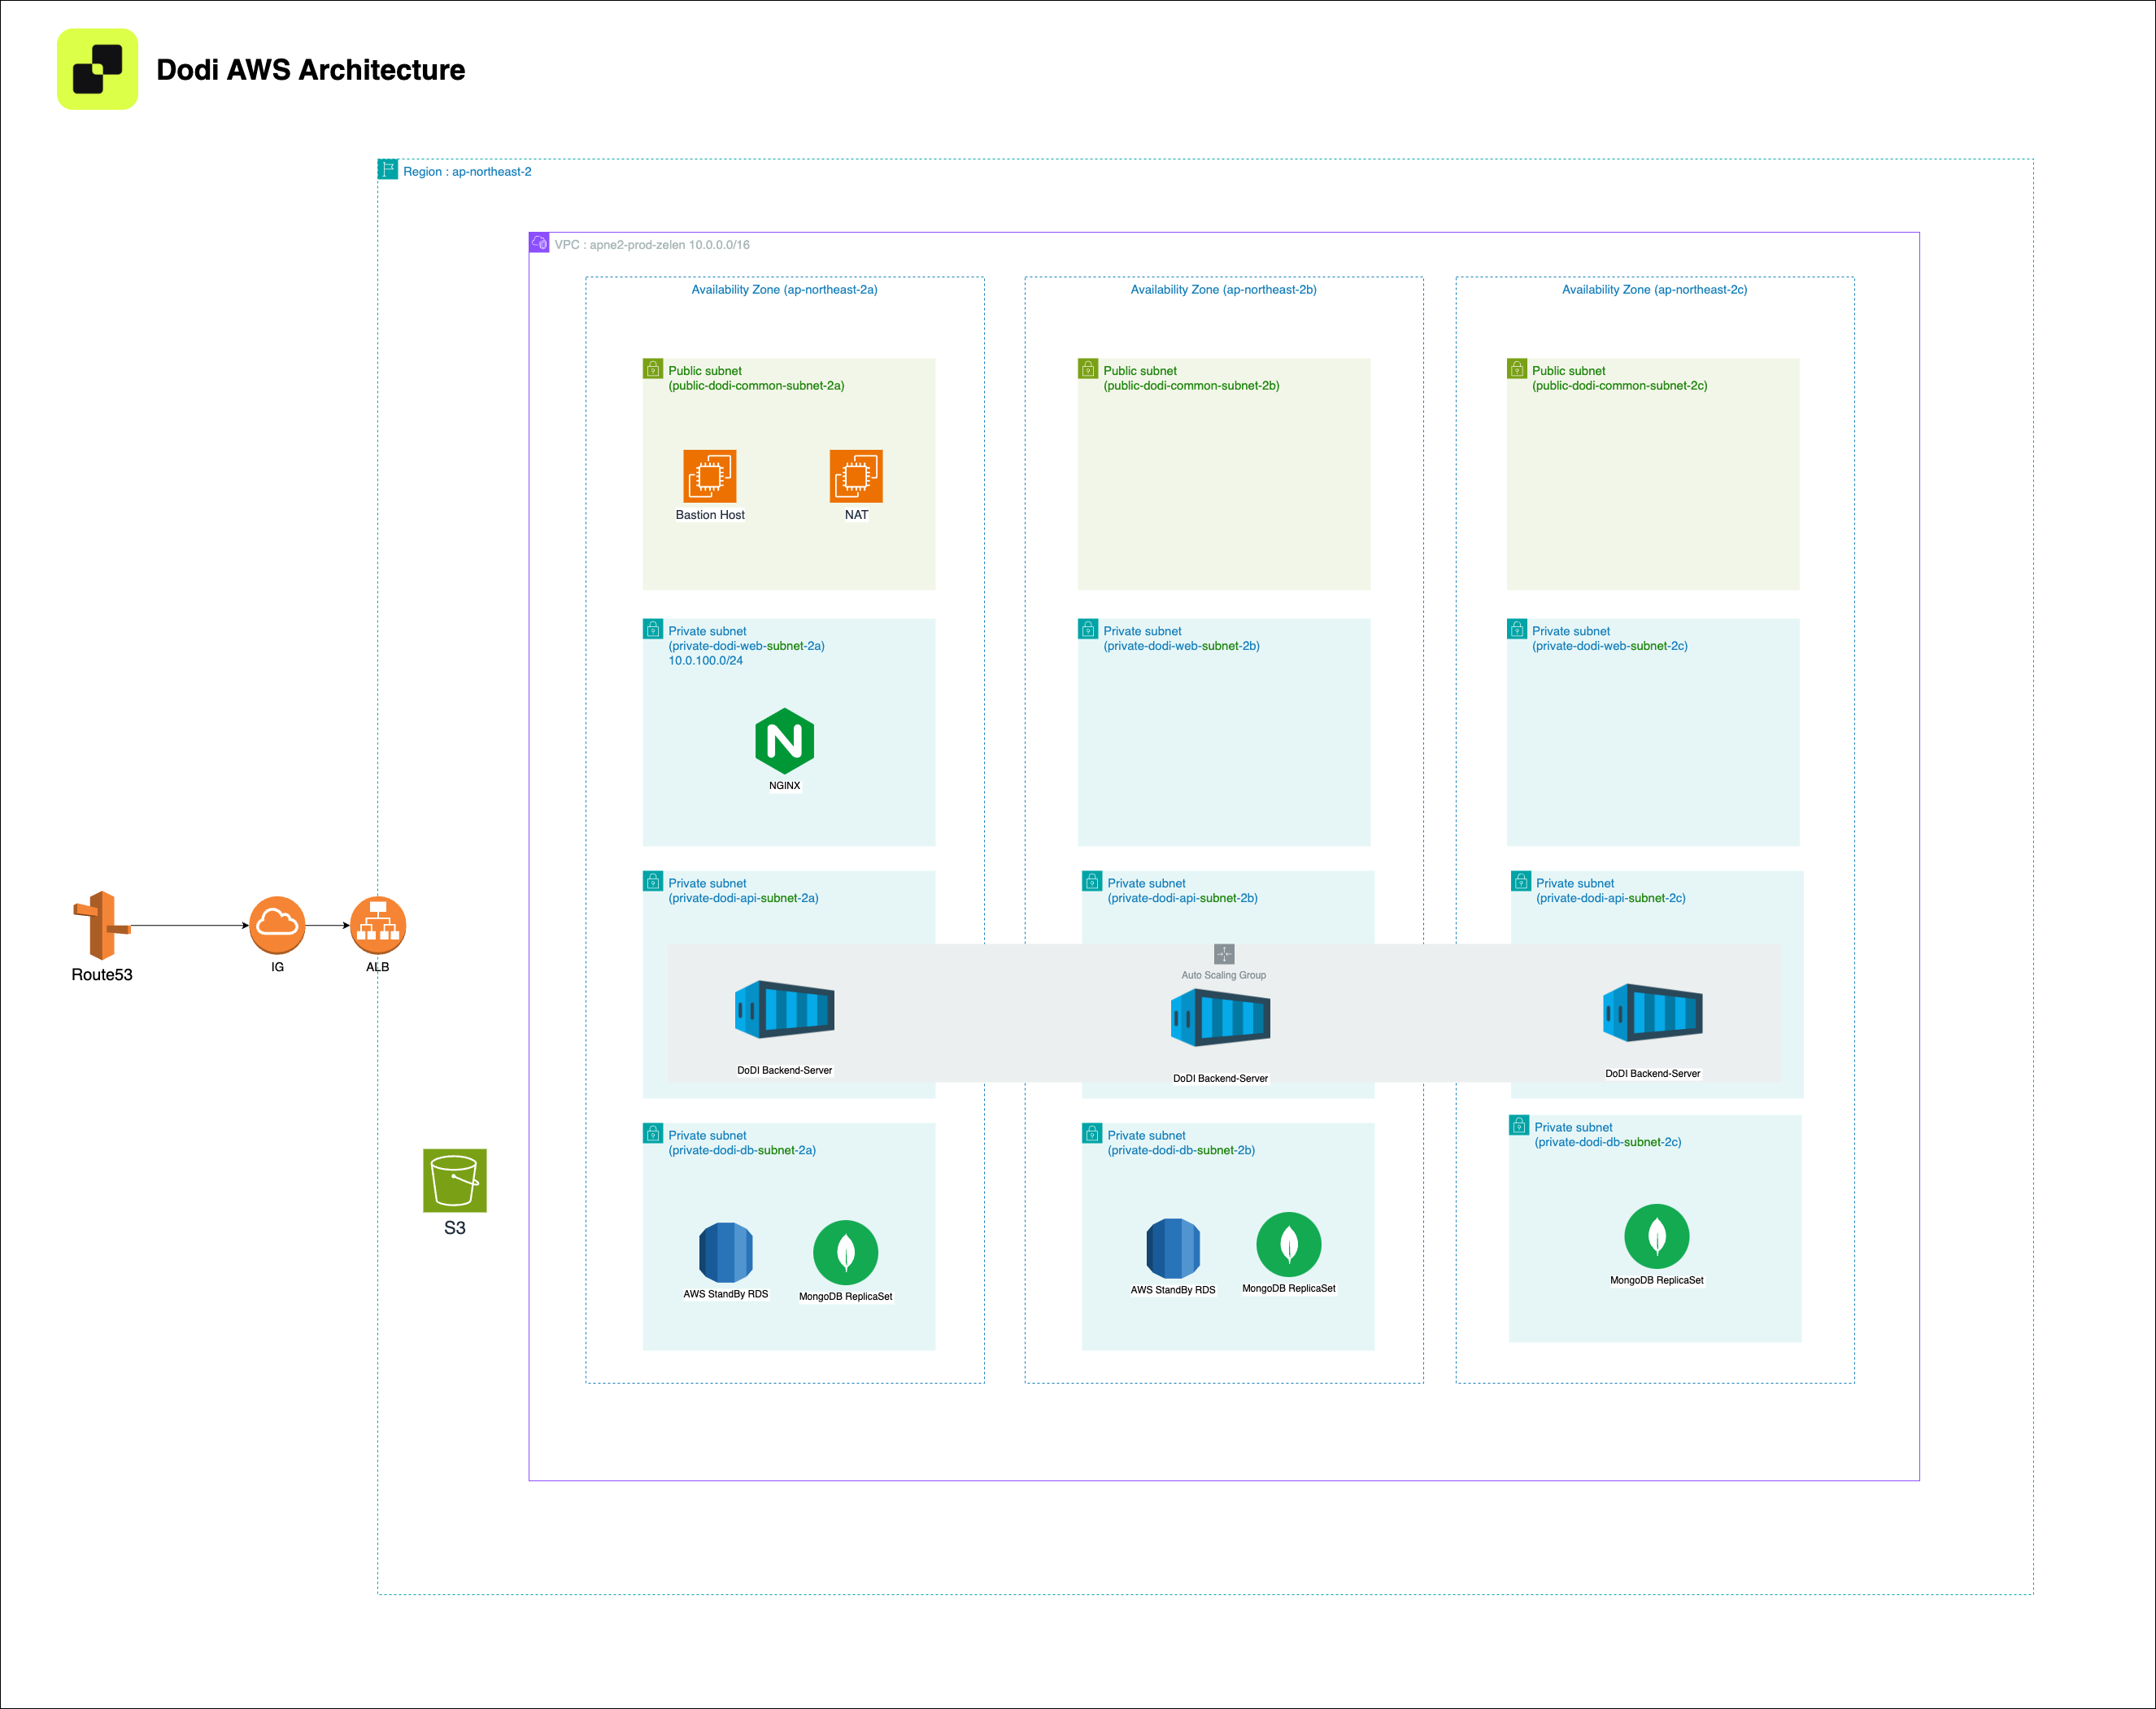 Dodi AWS Architecture
Region : ap-northeast-2
VPC : apne2-prod-zelen 10.0.0.0/16
Availability Zone (ap-northeast-2a)
Availability Zone (ap-northeast-2b)
Availability Zone (ap-northeast-2c)
Public subnet
(public-dodi-common-subnet-2a)
Public subnet
(public-dodi-common-subnet-2b)
Public subnet
(public-dodi-common-subnet-2c)
Bastion Host
NAT
Private subnet
(private-dodi-web-subnet-2a)
10.0.100.0/24
Private subnet
(private-dodi-web-subnet-2b)
Private subnet
(private-dodi-web-subnet-2c)
NGINX
Private subnet
(private-dodi-api-subnet-2a)
Private subnet
(private-dodi-api-subnet-2b)
Private subnet
(private-dodi-api-subnet-2c)
Route53
IG
ALB
Auto Scaling Group
DoDI Backend-Server
DoDI Backend-Server
DoDI Backend-Server
Private subnet
(private-dodi-db-subnet-2a)
Private subnet
(private-dodi-db-subnet-2b)
Private subnet
(private-dodi-db-subnet-2c)
S3
AWS StandBy RDS
MongoDB ReplicaSet
AWS StandBy RDS
MongoDB ReplicaSet
MongoDB ReplicaSet